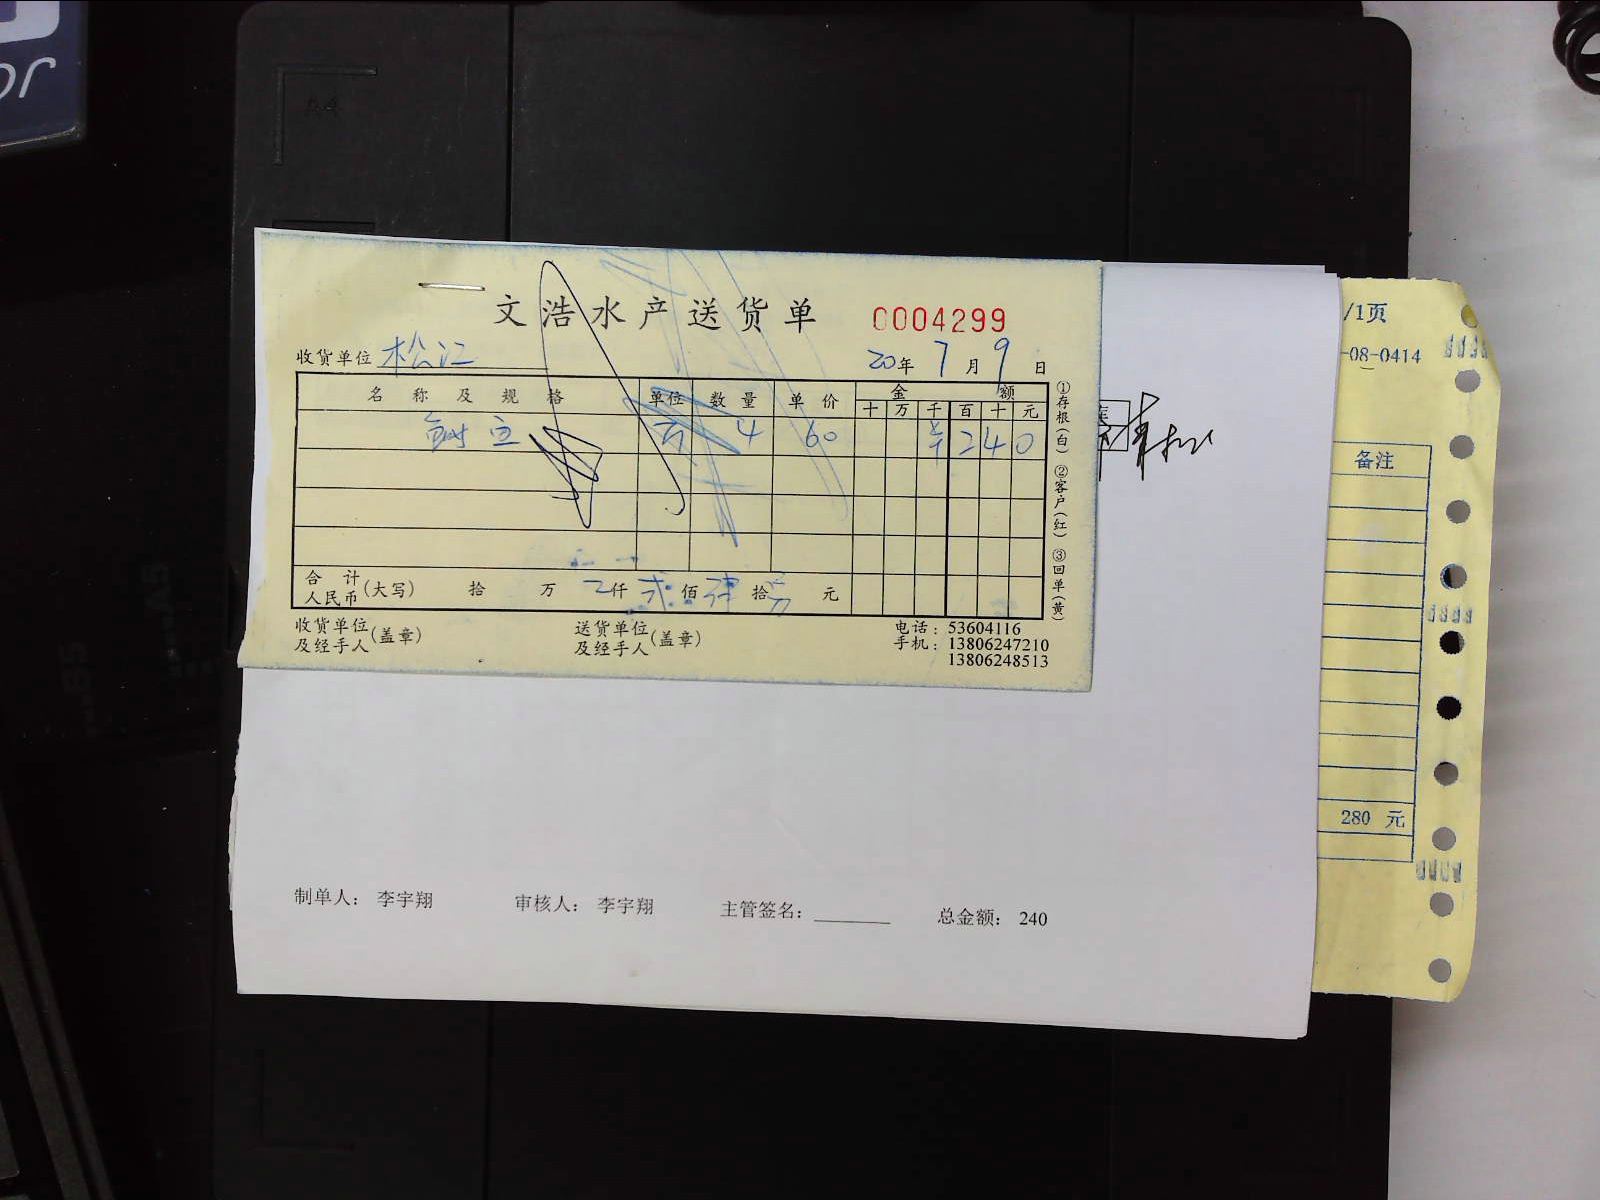 or
A4
文浩水产送货单 0004299
/1页
-08-0414
收货单位 松江 20年 7月 9日
名称及规格 单位 数量 单价 金额
十 万 千 百 十 元
4 60 ¥ 2 4 0
①存根(白) ②客户(红) ③回单(黄)
备注
合计人民币(大写) 拾 万 仟 贰佰 肆拾 元
收货单位及经手人(盖章) 送货单位及经手人(盖章)
电话:53604116
手机:13806247210
13806248513
280 元
制单人: 李宇翔 审核人: 李宇翔 主管签名: 总金额: 240